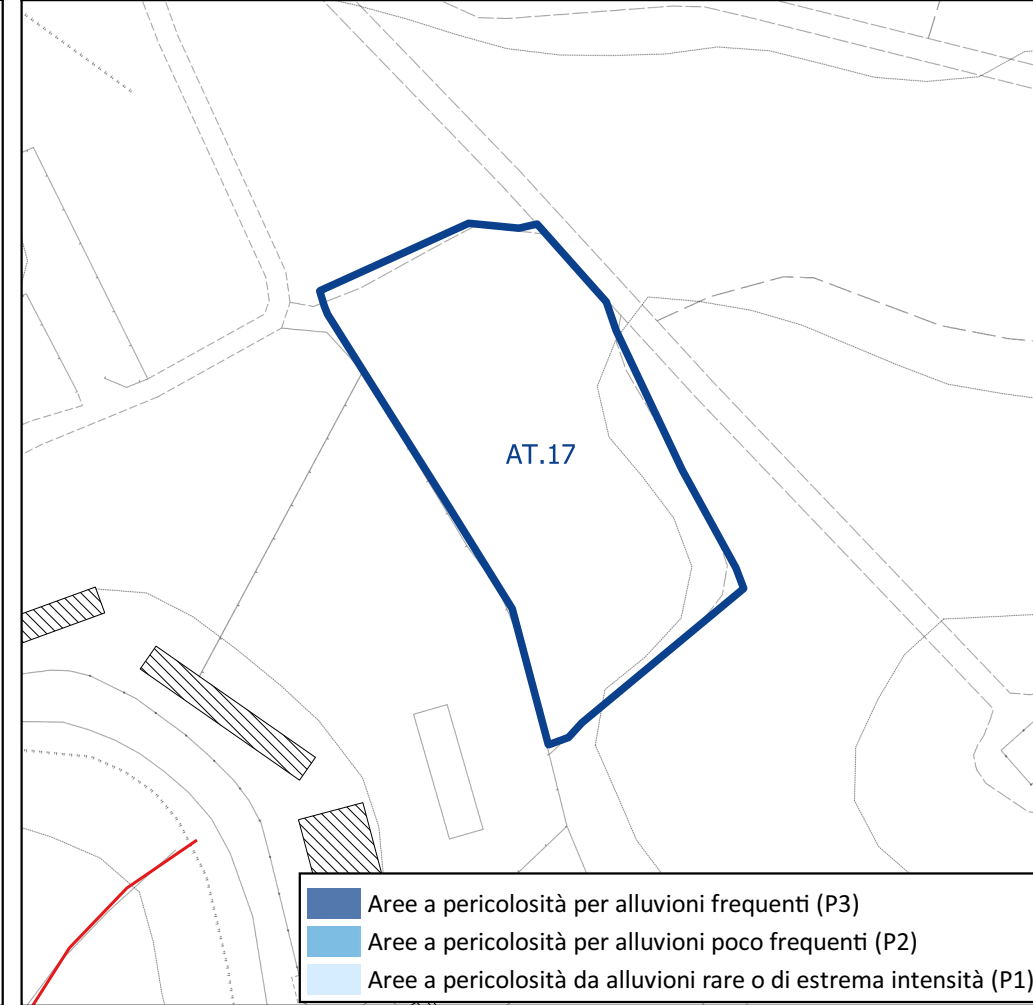 AT.17
Aree a pericolosità per alluvioni frequenti (P3)
Aree a pericolosità per alluvioni poco frequenti (P2)
Aree a pericolosità da alluvioni rare o di estrema intensità (P1)